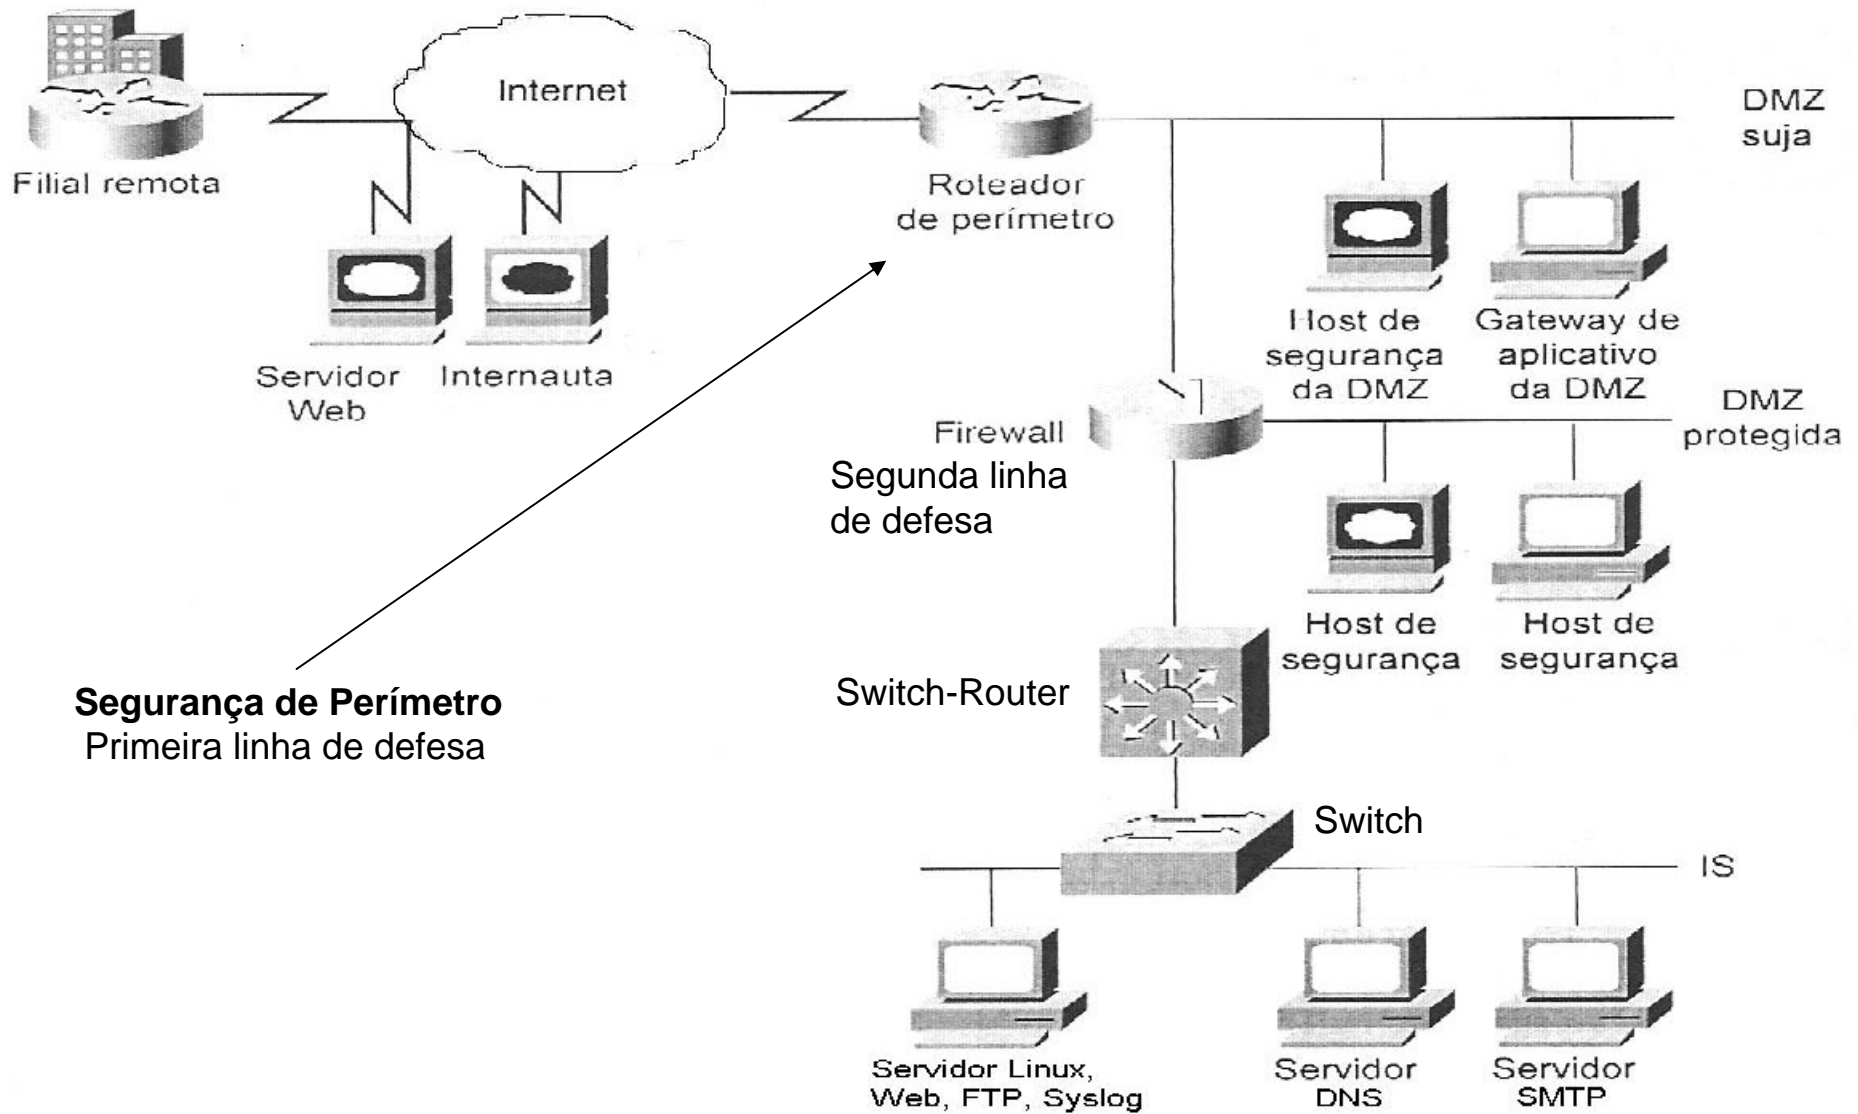 Internet
DMZ
suja
Filial remota
Roteador
de perímetro
Servidor
Web
Internauta
Host de
segurança
da DMZ
Gateway de
aplicativo
da DMZ
Firewall
Segunda linha
de defesa
DMZ
protegida
Host de
segurança
Host de
segurança
Segurança de Perímetro
Primeira linha de defesa
Switch-Router
Switch
IS
Servidor Linux,
Web, FTP, Syslog
Servidor
DNS
Servidor
SMTP